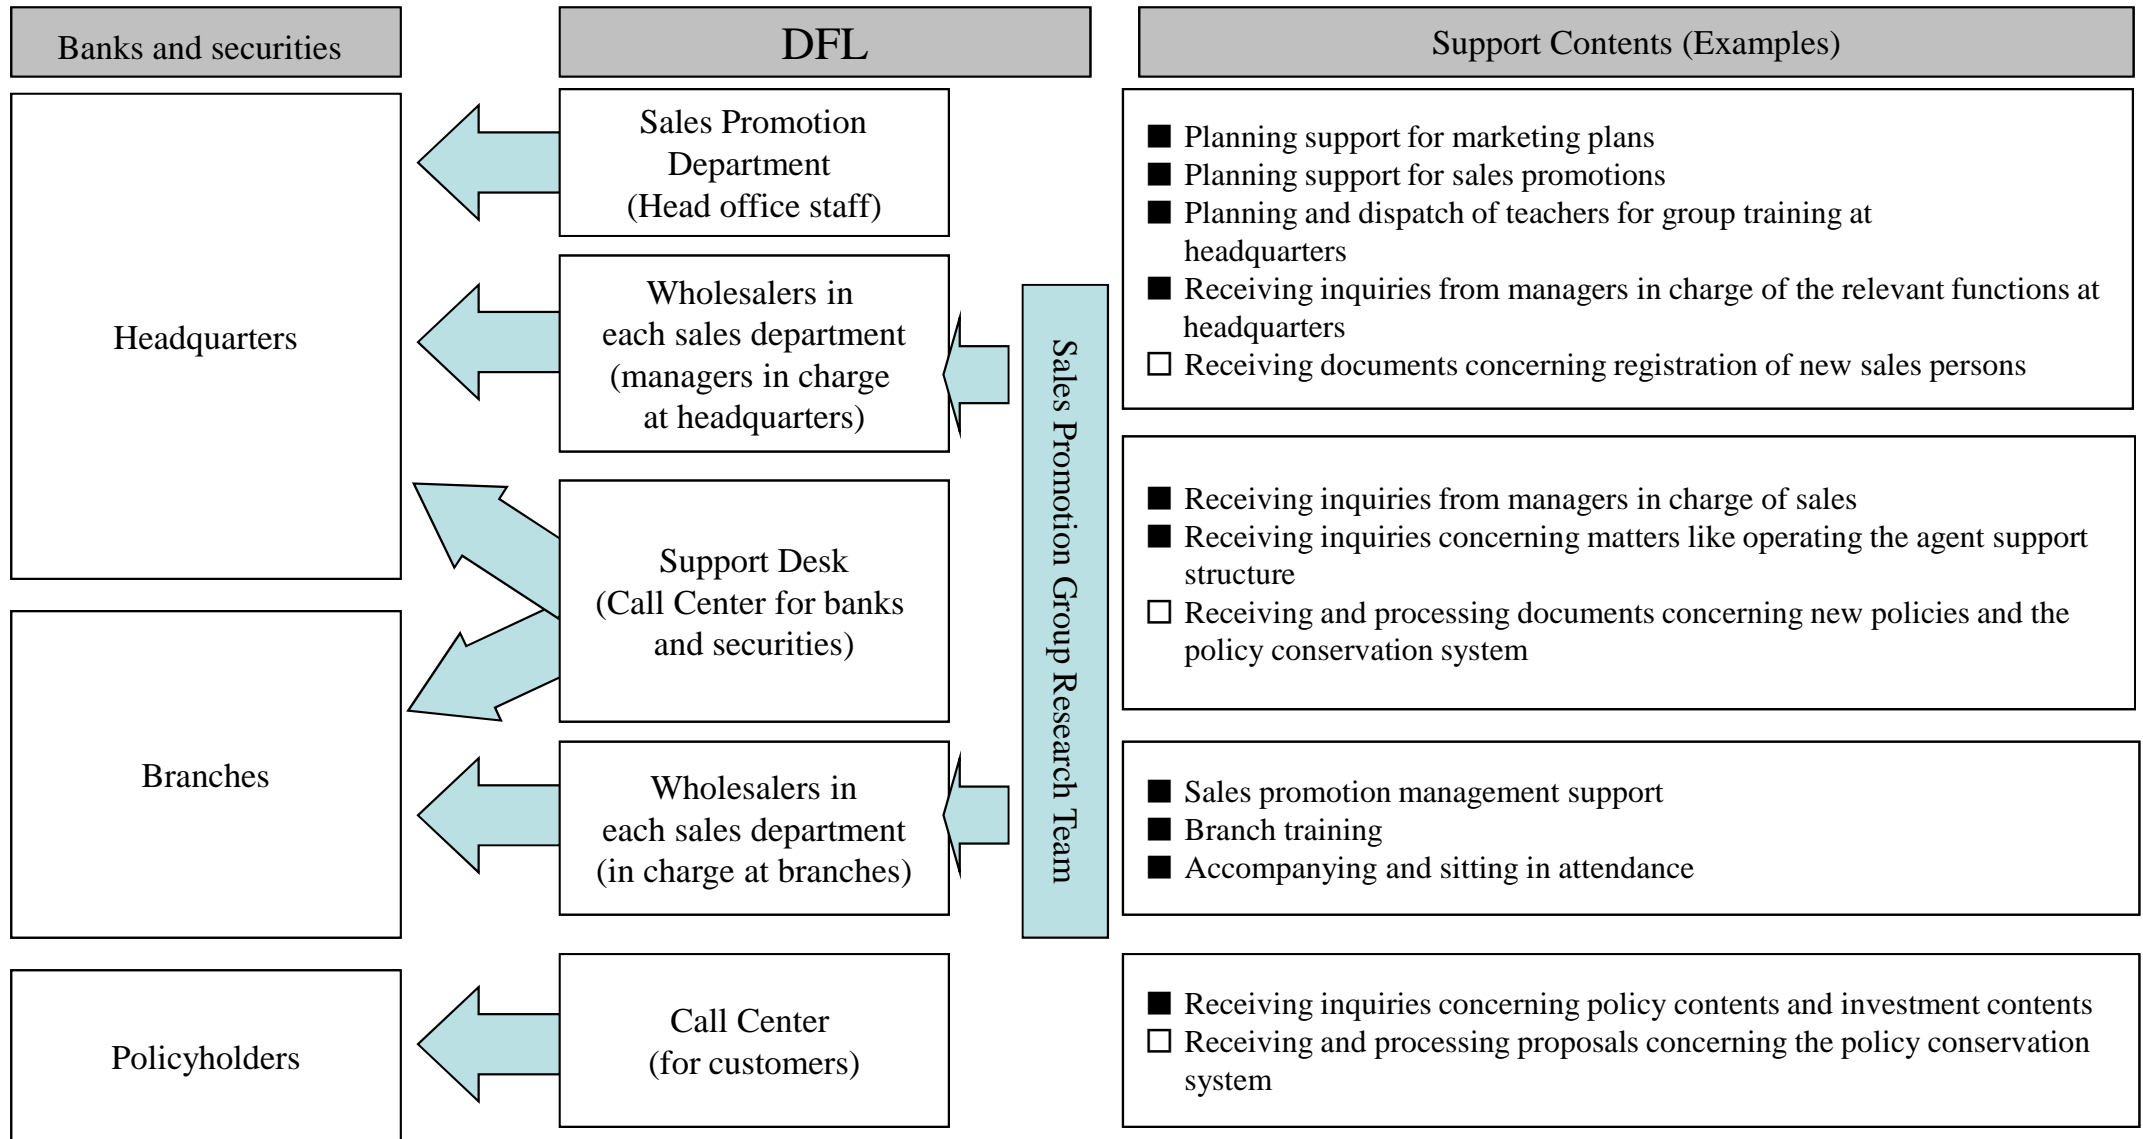 Banks and securities
DFL
Support Contents (Examples)
Headquarters
Branches
Policyholders
Sales Promotion
Department
(Head office staff)
Wholesalers in
each sales department
(managers in charge
at headquarters)
Support Desk
(Call Center for banks
and securities)
Wholesalers in
each sales department
(in charge at branches)
Call Center
(for customers)
Sales Promotion Group Research Team
■ Planning support for marketing plans
■ Planning support for sales promotions
■ Planning and dispatch of teachers for group training at
headquarters
■ Receiving inquiries from managers in charge of the relevant functions at
headquarters
□ Receiving documents concerning registration of new sales persons
■ Receiving inquiries from managers in charge of sales
■ Receiving inquiries concerning matters like operating the agent support
structure
□ Receiving and processing documents concerning new policies and the
policy conservation system
■ Sales promotion management support
■ Branch training
■ Accompanying and sitting in attendance
■ Receiving inquiries concerning policy contents and investment contents
□ Receiving and processing proposals concerning the policy conservation
system